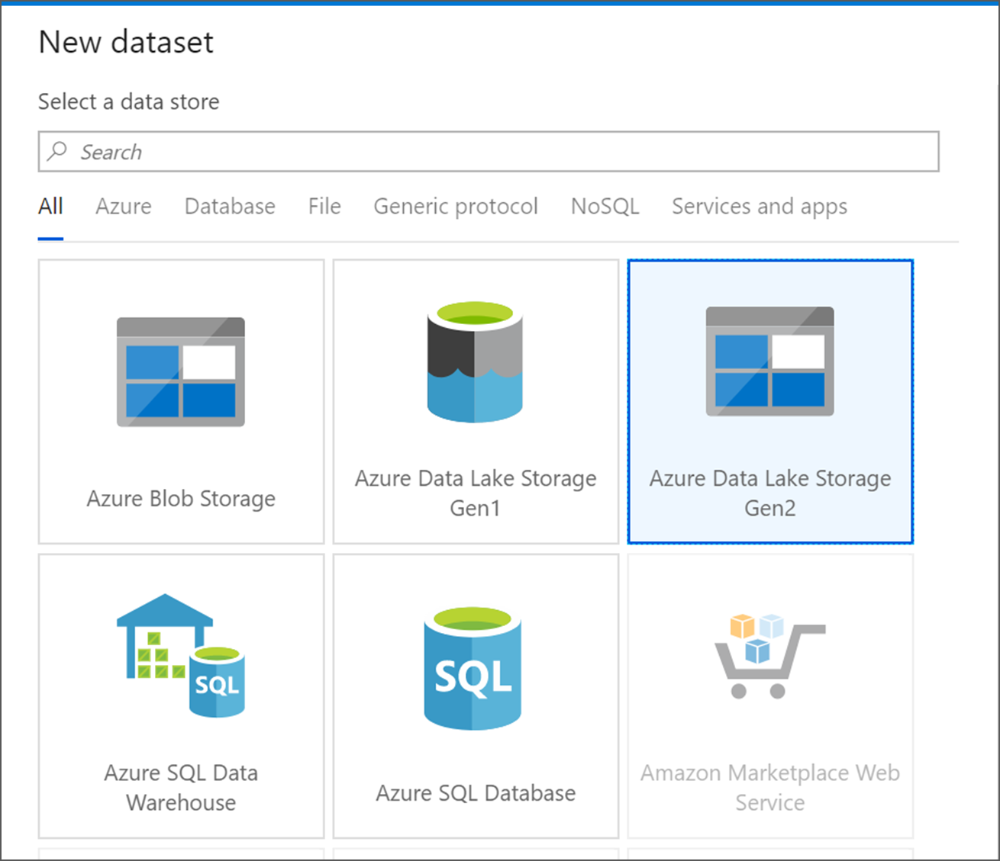 New dataset
Select a data store
Search
All Azure Database File Generic protocol NoSQL Services and apps
Azure Blob Storage
Azure Data Lake Storage
Gen1
Azure Data Lake Storage
Gen2
SQL
Azure SQL Data
Warehouse
SQL
Azure SQL Database
Amazon Marketplace Web
Service